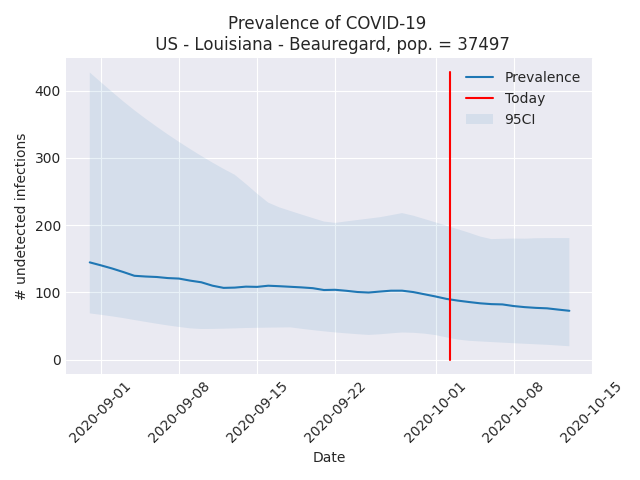 Prevalence of COVID-19
US - Louisiana - Beauregard, pop. = 37497
# undetected infections
400
300
200
100
0
Prevalence
Today
95CI
2020-09-01
2020-09-08
2020-09-15
2020-09-22
2020-10-01
2020-10-08
2020-10-15
Date